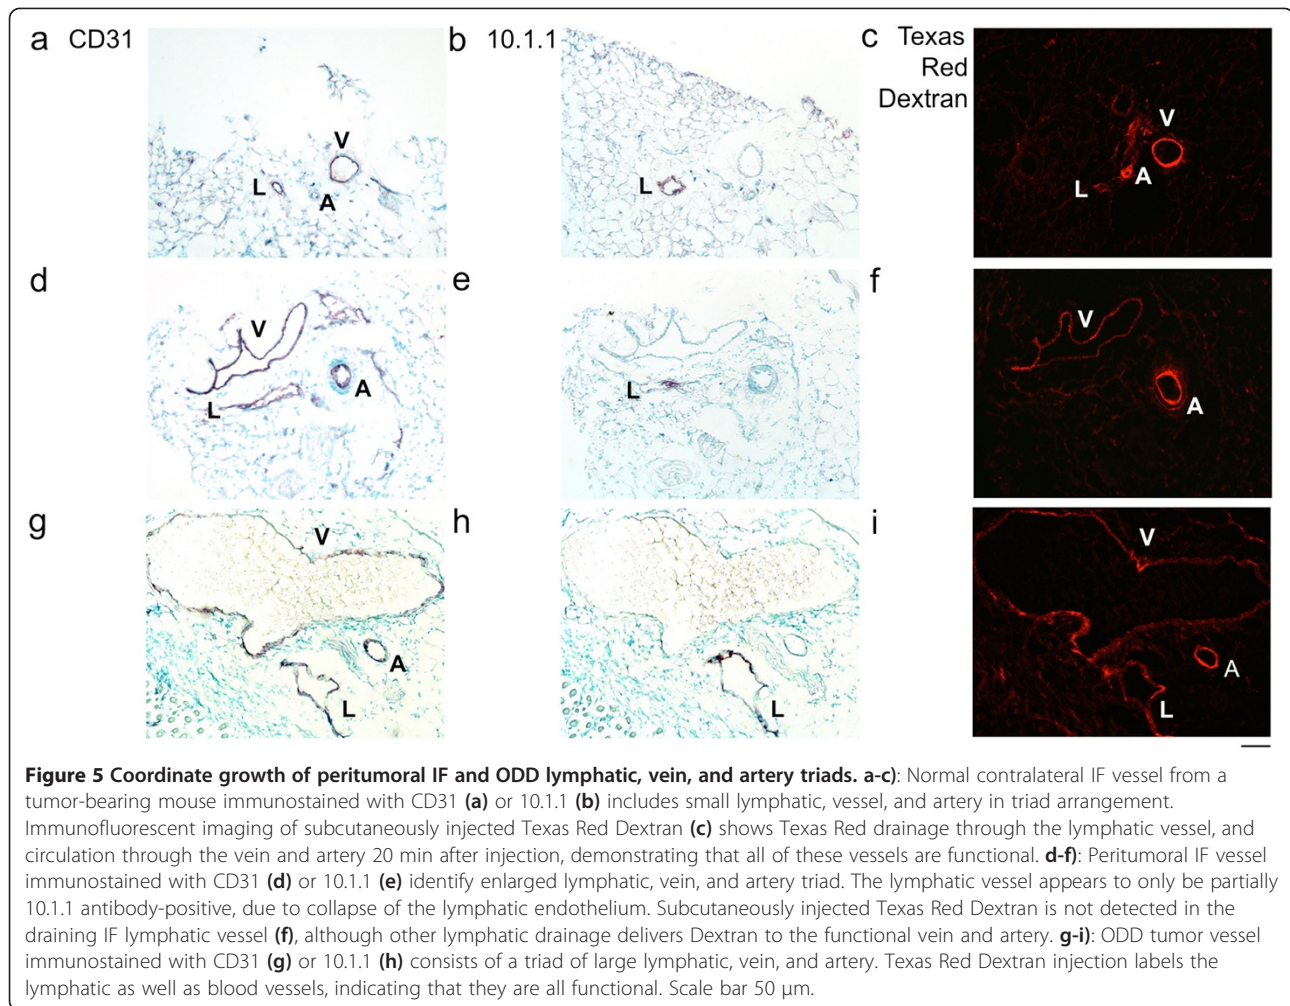 a CD31
b 10.1.1
c Texas
Red
Dextran
V
L
A
L
V
A
L
d
e
f
V
A
L
L
V
A
g
h
i
V
A
L
L
V
A
L
Figure 5 Coordinate growth of peritumoral IF and ODD lymphatic, vein, and artery triads. a-c): Normal contralateral IF vessel from a
tumor-bearing mouse immunostained with CD31 (a) or 10.1.1 (b) includes small lymphatic, vessel, and artery in triad arrangement.
Immunofluorescent imaging of subcutaneously injected Texas Red Dextran (c) shows Texas Red drainage through the lymphatic vessel, and
circulation through the vein and artery 20 min after injection, demonstrating that all of these vessels are functional. d-f): Peritumoral IF vessel
immunostained with CD31 (d) or 10.1.1 (e) identify enlarged lymphatic, vein, and artery triad. The lymphatic vessel appears to only be partially
10.1.1 antibody-positive, due to collapse of the lymphatic endothelium. Subcutaneously injected Texas Red Dextran is not detected in the
draining IF lymphatic vessel (f), although other lymphatic drainage delivers Dextran to the functional vein and artery. g-i): ODD tumor vessel
immunostained with CD31 (g) or 10.1.1 (h) consists of a triad of large lymphatic, vein, and artery. Texas Red Dextran injection labels the
lymphatic as well as blood vessels, indicating that they are all functional. Scale bar 50 μm.